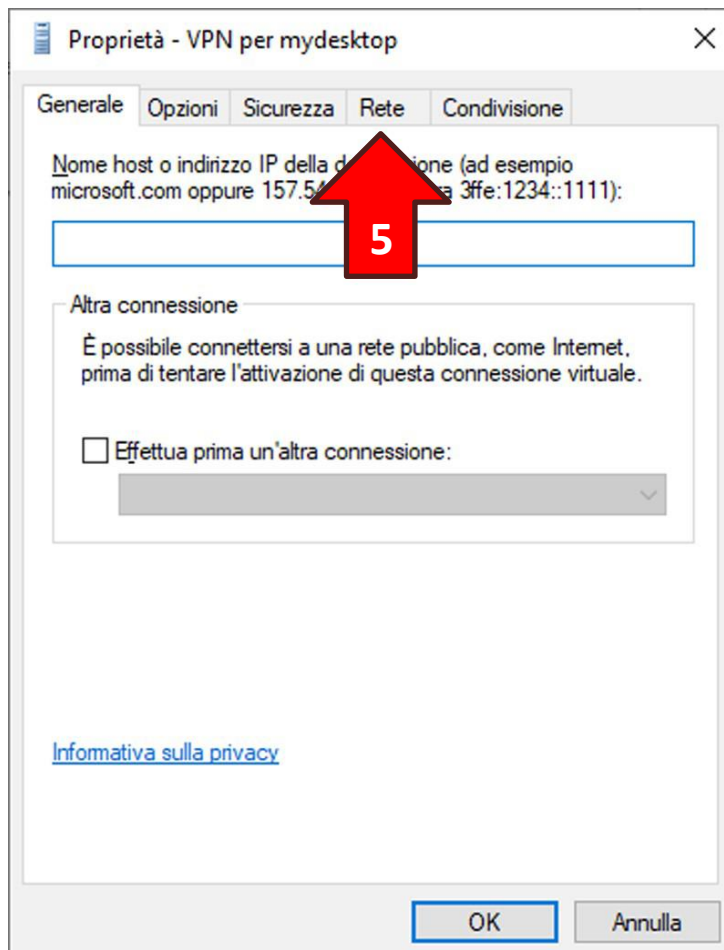 Proprietà - VPN per mydesktop
Generale Opzioni Sicurezza Rete Condivisione
Nome host o indirizzo IP della (ad esempio
microsoft.com oppure 3ffe:1234::1111):
5
Altra connessione
È possibile connettersi a una rete pubblica, come Internet,
prima di tentare l'attivazione di questa connessione virtuale.
Effettua prima un'altra connessione:
Informativa sulla privacy
OK Annulla